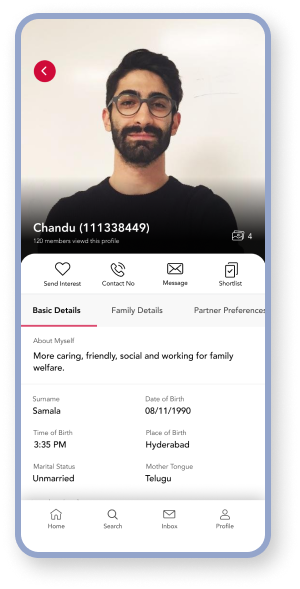 Chandu (111338449)
120 members viewd this profile
4
Send Interest
Contact No
Message
Shortlist
Basic Details
Family Details
Partner Preferences
About Myself
More caring, friendly, social and working for family
welfare.
Surname
Date of Birth
Samala
08/11/1990
Time of Birth
Place of Birth
3:35 PM
Hyderabad
Marital Status
Mother Tongue
Unmarried
Telugu
Home
Search
Inbox
Profile